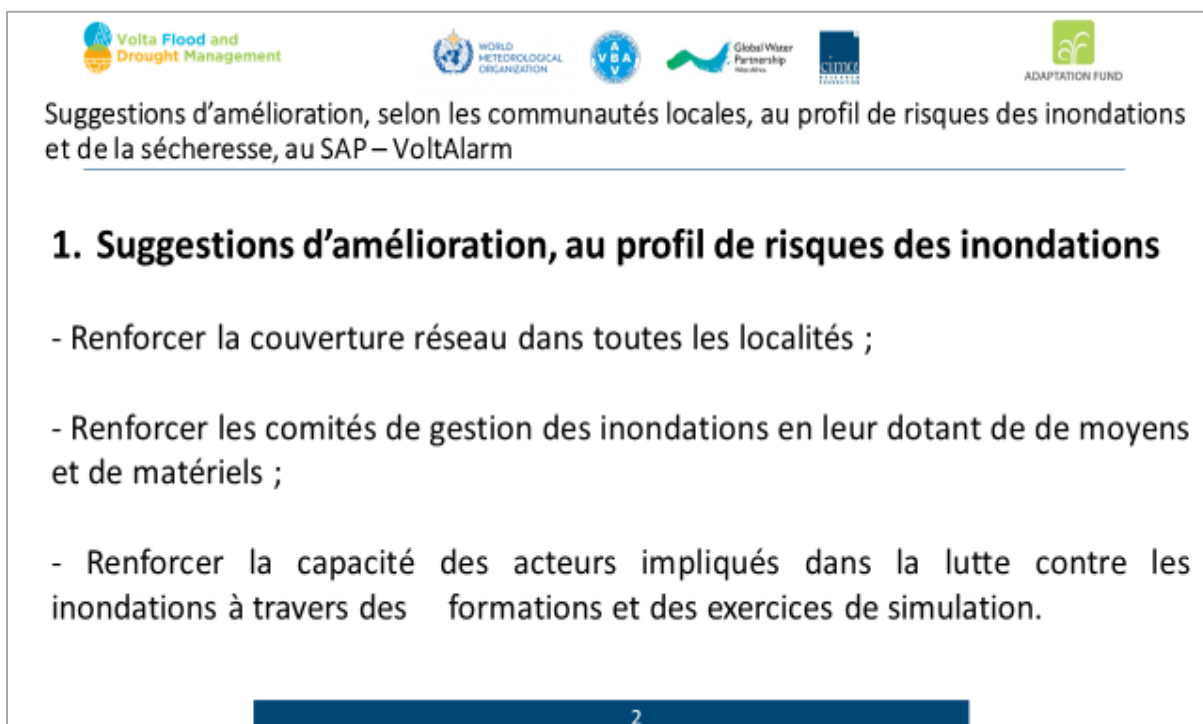 Volta Flood and
Drought Management
WORLD
METEOROLOGICAL
ORGANIZATION
VBA
Global Water
Partnership
cima
ADAPTATION FUND
Suggestions d’amélioration, selon les communautés locales, au profil de risques des inondations
et de la sécheresse, au SAP – VoltAlarm
1. Suggestions d’amélioration, au profil de risques des inondations
- Renforcer la couverture réseau dans toutes les localités ;
- Renforcer les comités de gestion des inondations en leur dotant de de moyens
et de matériels ;
- Renforcer la capacité des acteurs impliqués dans la lutte contre les
inondations à travers des formations et des exercices de simulation.
2